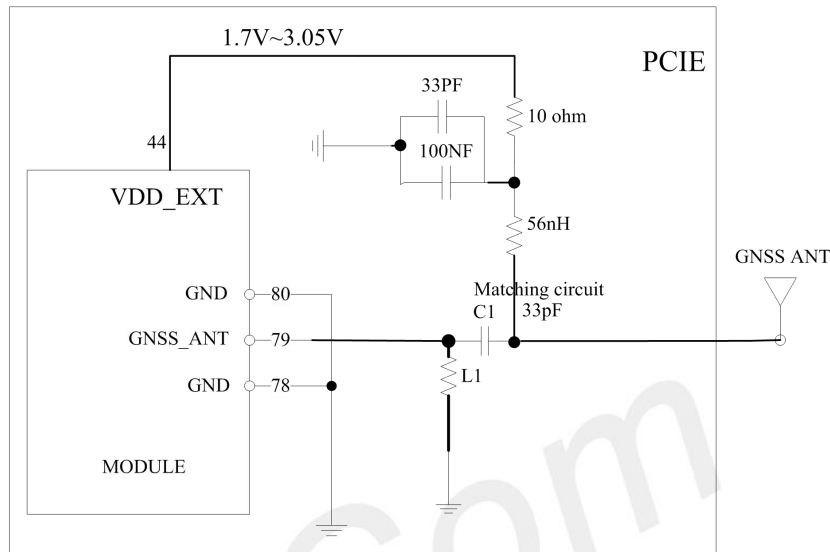 1.7V~3.05V
PCIE
33PF
10 ohm
100NF
44
VDD_EXT
56nH
GNSS ANT
GND 80
Matching circuit
C1 33pF
GNSS_ANT 79
L1
GND 78
MODULE
com